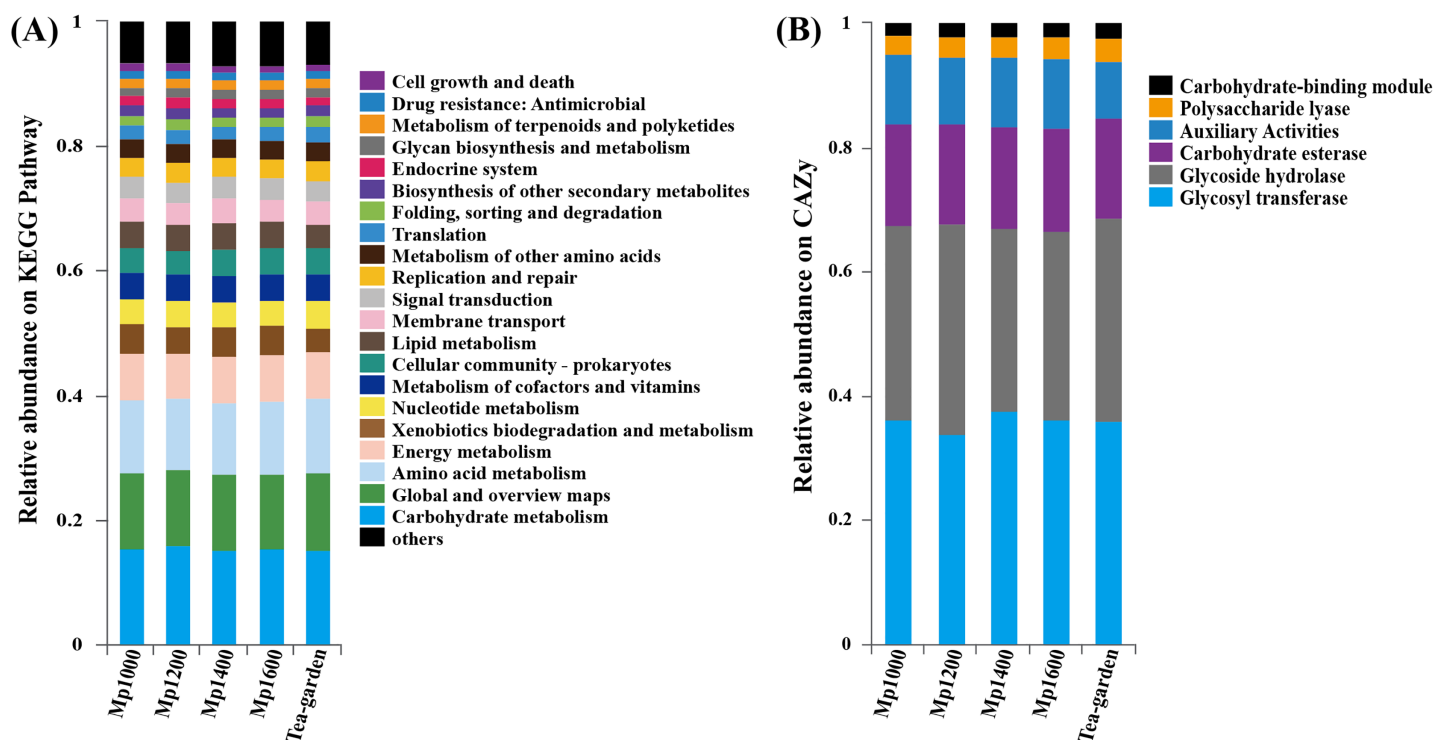 (A)
Relative abundance on KEGG Pathway
1
0.8
0.6
0.4
0.2
0
Mp1000
Mp1200
Mp1400
Mp1600
Tea-garden
Cell growth and death
Drug resistance: Antimicrobial
Metabolism of terpenoids and polyketides
Glycan biosynthesis and metabolism
Endocrine system
Biosynthesis of other secondary metabolites
Folding, sorting and degradation
Translation
Metabolism of other amino acids
Replication and repair
Signal transduction
Membrane transport
Lipid metabolism
Cellular community - prokaryotes
Metabolism of cofactors and vitamins
Nucleotide metabolism
Xenobiotics biodegradation and metabolism
Energy metabolism
Amino acid metabolism
Global and overview maps
Carbohydrate metabolism
others
(B)
Relative abundance on CAZy
1
0.8
0.6
0.4
0.2
0
Mp1000
Mp1200
Mp1400
Mp1600
Tea-garden
Carbohydrate-binding module
Polysaccharide lyase
Auxiliary Activities
Carbohydrate esterase
Glycoside hydrolase
Glycosyl transferase